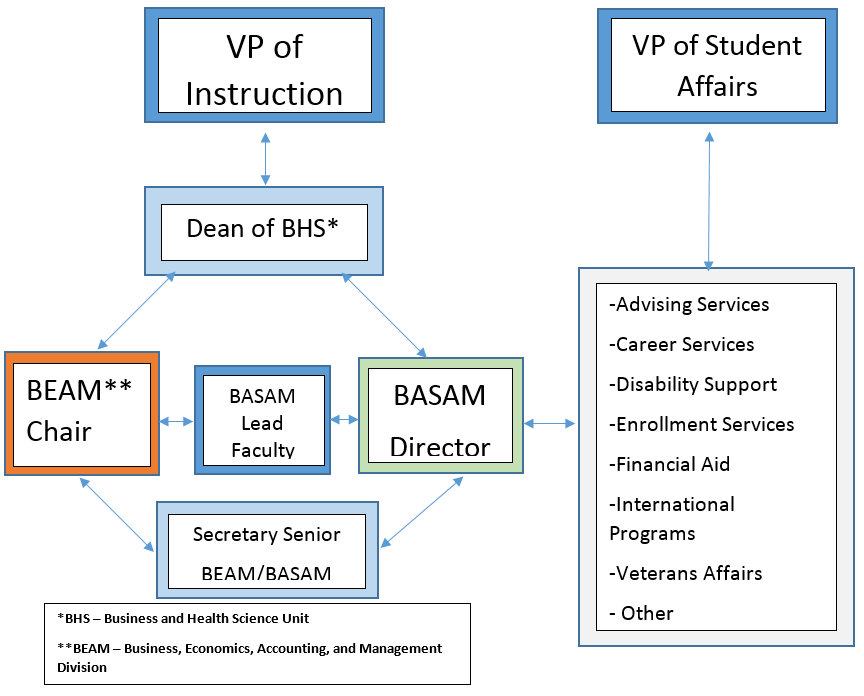 VP of
Instruction
VP of Student
Affairs
Dean of BHS*
BEAM**
Chair
BASAM
Lead
Faculty
BASAM
Director
-Advising Services
-Career Services
-Disability Support
-Enrollment Services
-Financial Aid
-International
Programs
-Veterans Affairs
- Other
Secretary Senior
BEAM/BASAM
*BHS – Business and Health Science Unit
**BEAM – Business, Economics, Accounting, and Management
Division